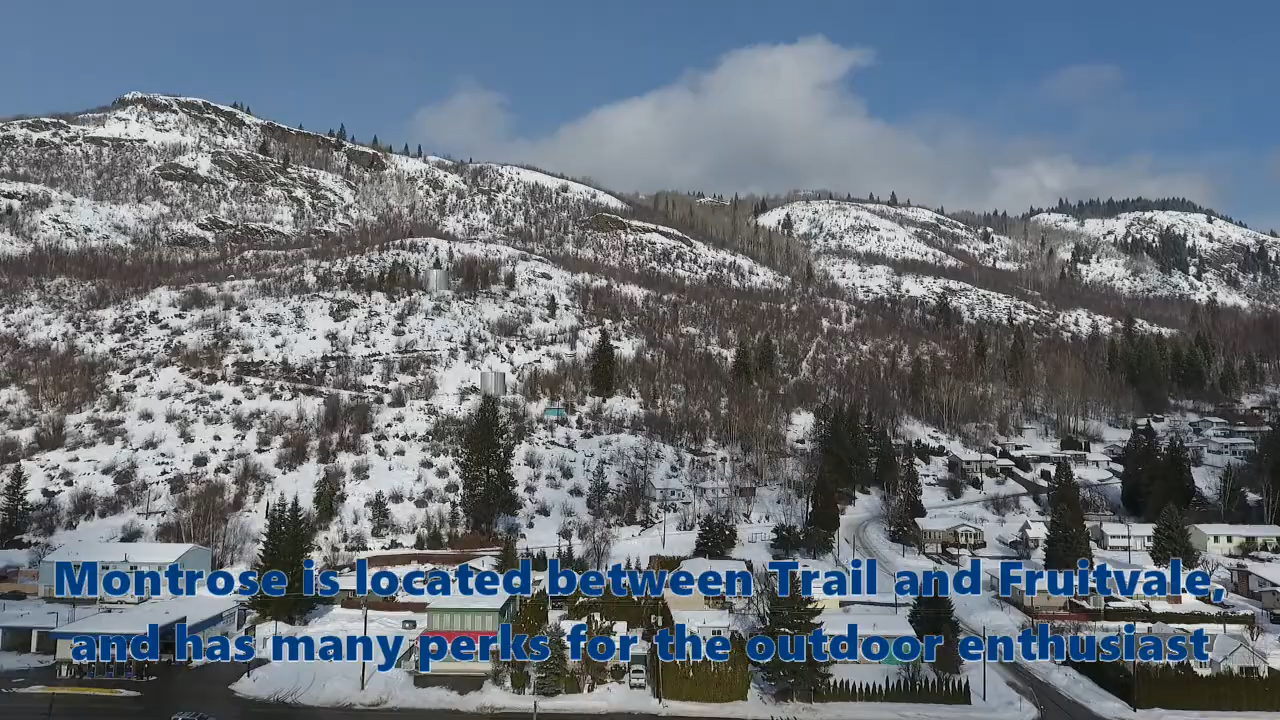 Montrose is located between Trail and Fruitvale,
and has many perks for the outdoor enthusiast